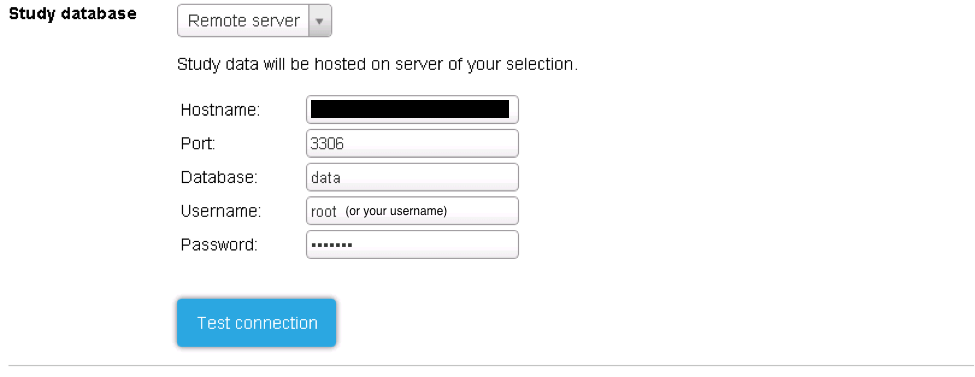 Study database Remote server
Study data will be hosted on server of your selection.
Hostname:
Port: 3306
Database: data
Username: root (or your username)
Password: •••••••
Test connection